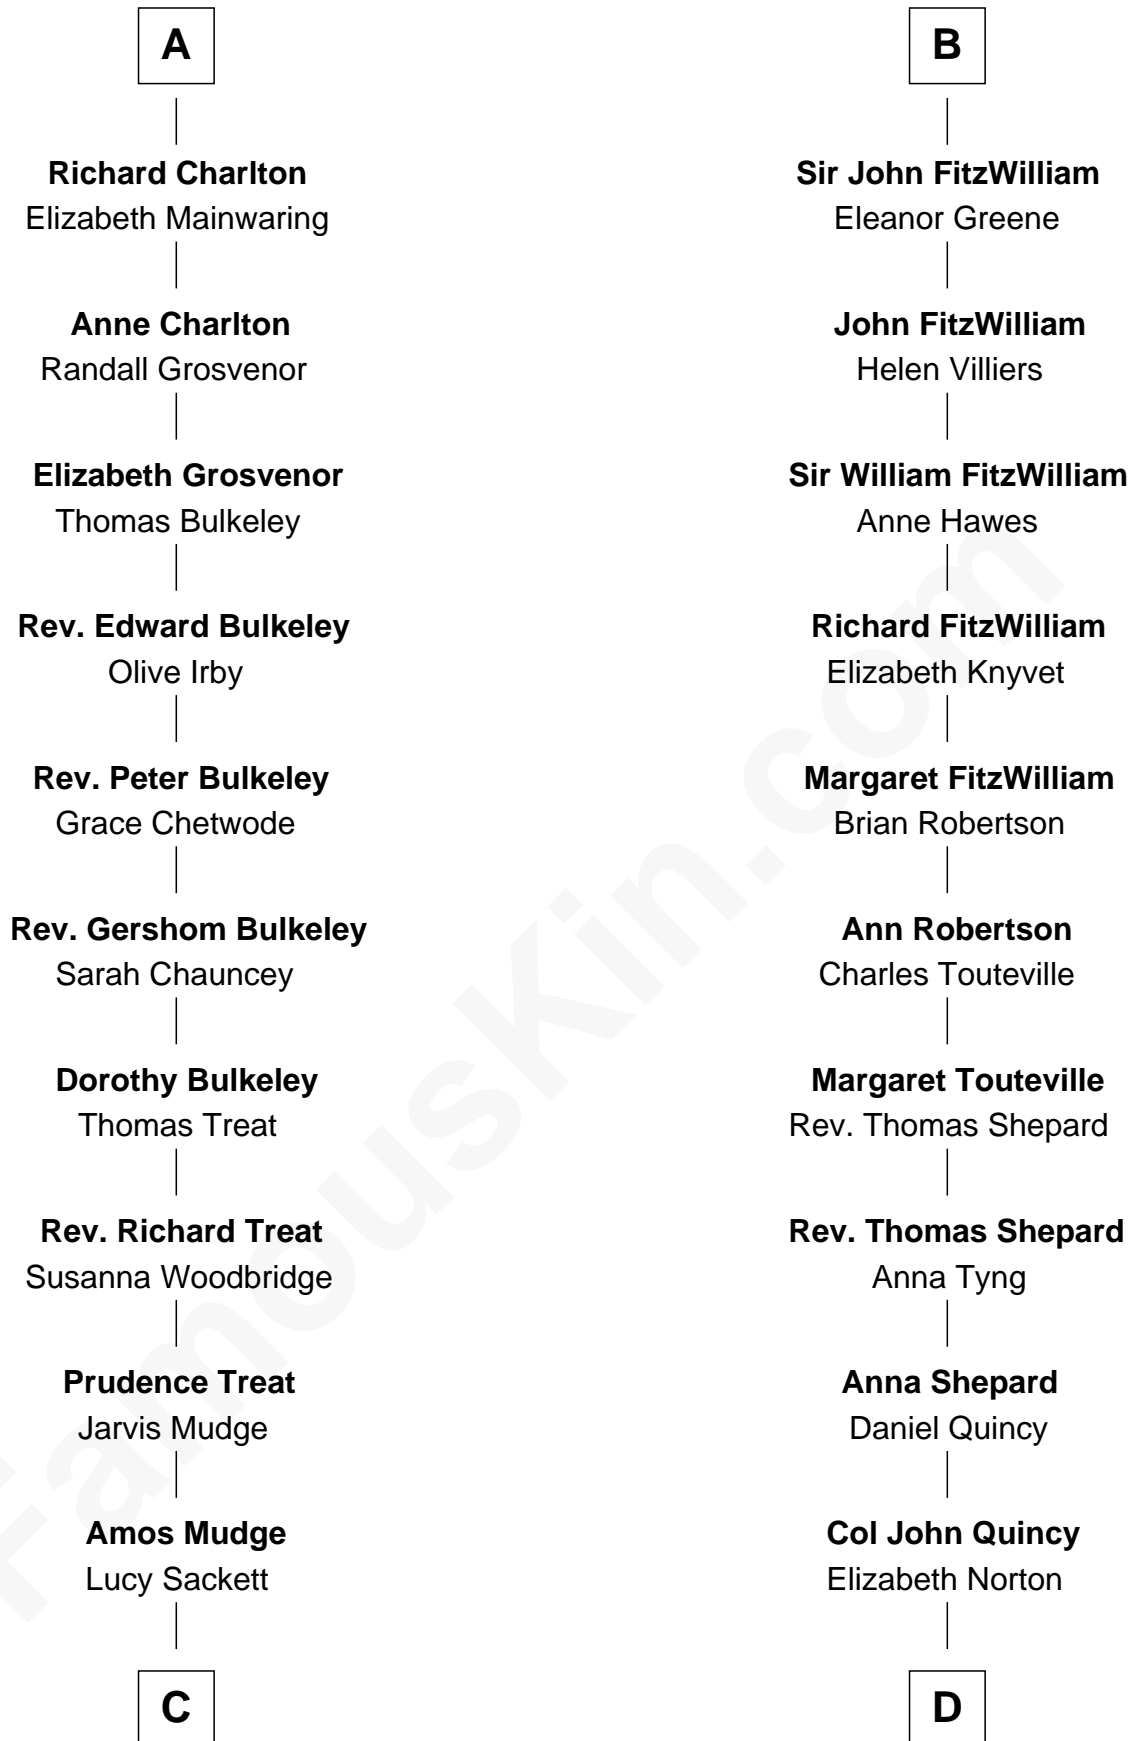 A
Richard Charlton
Elizabeth Mainwaring
Anne Charlton
Randall Grosvenor
Elizabeth Grosvenor
Thomas Bulkeley
Rev. Edward Bulkeley
Olive Irby
Rev. Peter Bulkeley
Grace Chetwode
Rev. Gershom Bulkeley
Sarah Chauncey
Dorothy Bulkeley
Thomas Treat
Rev. Richard Treat
Susanna Woodbridge
Prudence Treat
Jarvis Mudge
Amos Mudge
Lucy Sackett
C
B
Sir John FitzWilliam
Eleanor Greene
John FitzWilliam
Helen Villiers
Sir William FitzWilliam
Anne Hawes
Richard FitzWilliam
Elizabeth Knyvet
Margaret FitzWilliam
Brian Robertson
Ann Robertson
Charles Touteville
Margaret Touteville
Rev. Thomas Shepard
Rev. Thomas Shepard
Anna Tyng
Anna Shepard
Daniel Quincy
Col John Quincy
Elizabeth Norton
D
FamousKin.com